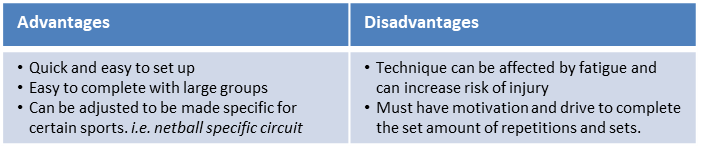 Advantages
Disadvantages
• Quick and easy to set up
• Easy to complete with large groups
• Can be adjusted to be made specific for
certain sports. i.e. netball specific circuit
• Technique can be affected by fatigue and
can increase risk of injury
• Must have motivation and drive to complete
the set amount of repetitions and sets.